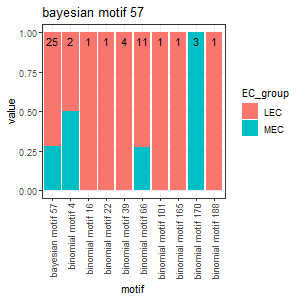 bayesian motif 57
value
1.00
0.75
0.50
0.25
0.00
25 2 1 1 4 11 1 1 3 1
bayesian motif 57
binomial motif 4
binomial motif 16
binomial motif 22
binomial motif 39
binomial motif 66
binomial motif 101
binomial motif 165
binomial motif 170
binomial motif 180
motif
EC_group
LEC
MEC